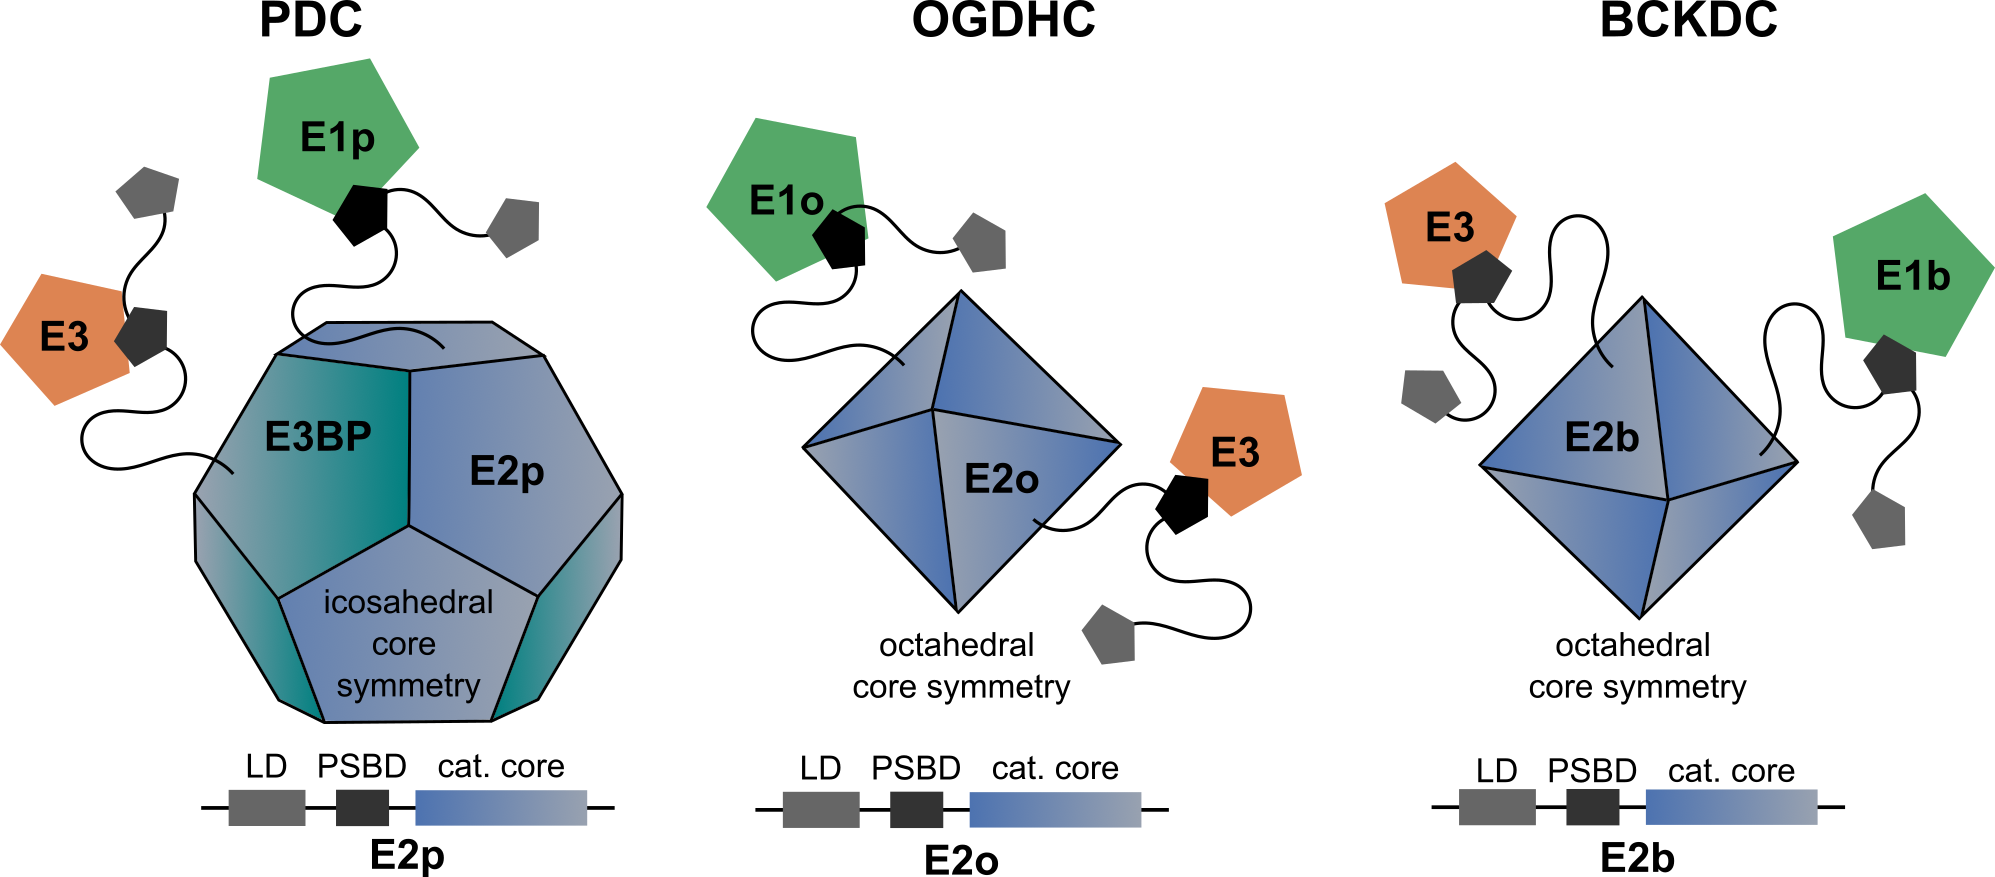 PDC
E1p
E3
E3BP
E2p
icosahedral
core
symmetry
LD PSBD cat. core
E2p
OGDHC
E1o
E3
E2o
octahedral
core symmetry
LD PSBD cat. core
E2o
BCKDC
E3
E1b
E2b
octahedral
core symmetry
LD PSBD cat. core
E2b